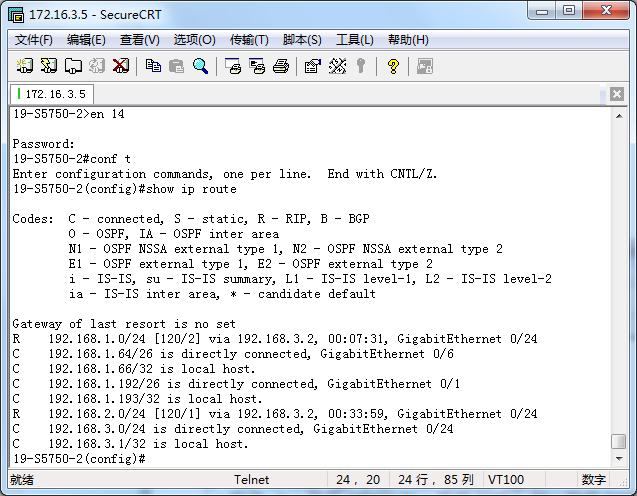 172.16.3.5 - SecureCRT
文件(F) 编辑(E) 查看(V) 选项(O) 传输(T) 脚本(S) 工具(L) 帮助(H)
172.16.3.5
19-S5750-2>en 14
Password:
19-S5750-2#conf t
Enter configuration commands, one per line.  End with CNTL/Z.
19-S5750-2(config)#show ip route
Codes:  C - connected, S - static, R - RIP, B - BGP
        O - OSPF, IA - OSPF inter area
        N1 - OSPF NSSA external type 1, N2 - OSPF NSSA external type 2
        E1 - OSPF external type 1, E2 - OSPF external type 2
        i - IS-IS, su - IS-IS summary, L1 - IS-IS level-1, L2 - IS-IS level-2
        ia - IS-IS inter area, * - candidate default
Gateway of last resort is no set
R    192.168.1.0/24 [120/2] via 192.168.3.2, 00:07:31, GigabitEthernet 0/24
C    192.168.1.64/26 is directly connected, GigabitEthernet 0/6
C    192.168.1.66/32 is local host.
C    192.168.1.192/26 is directly connected, GigabitEthernet 0/1
C    192.168.1.193/32 is local host.
R    192.168.2.0/24 [120/1] via 192.168.3.2, 00:33:59, GigabitEthernet 0/24
C    192.168.3.0/24 is directly connected, GigabitEthernet 0/24
C    192.168.3.1/32 is local host.
19-S5750-2(config)#
就绪 Telnet 24， 20 24 行， 85 列 VT100 数字